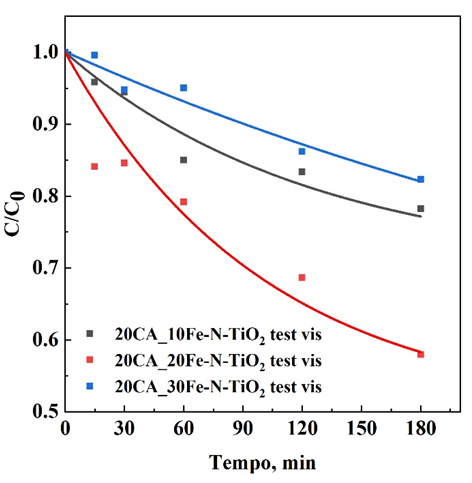 1.0
0.9
0.8
0.7
0.6
0.5
C/C₀
20CA_10Fe-N-TiO₂ test vis
20CA_20Fe-N-TiO₂ test vis
20CA_30Fe-N-TiO₂ test vis
0 30 60 90 120 150 180
Tempo, min